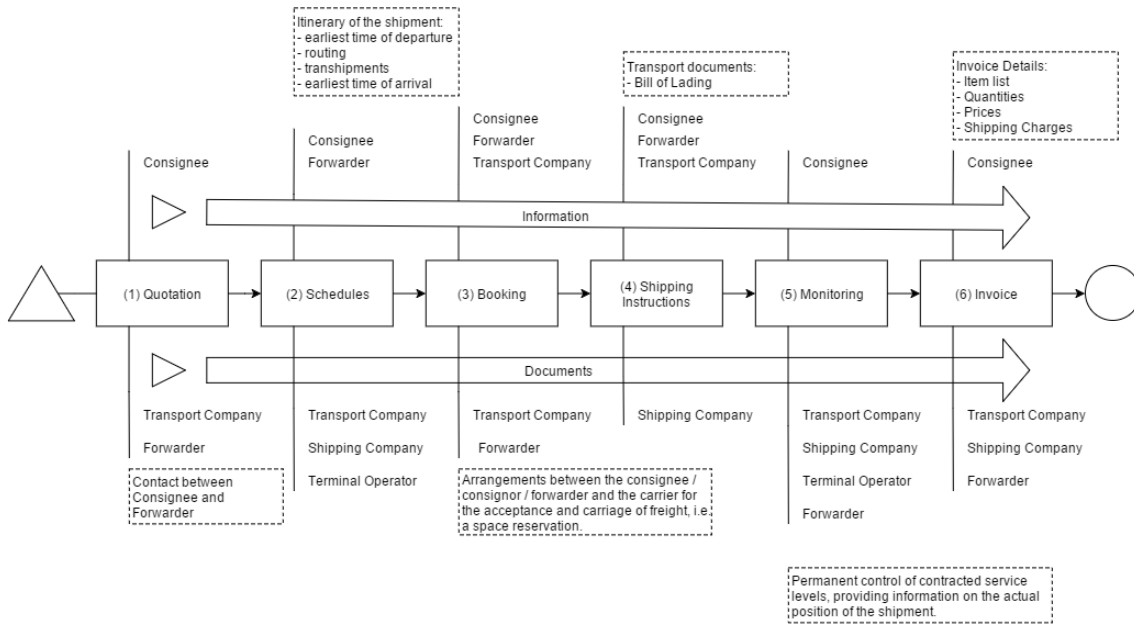 Itinerary of the shipment:
- earliest time of departure
- routing
- transhipments
- earliest time of arrival
Transport documents:
- Bill of Lading
Invoice Details:
- Item list
- Quantities
- Prices
- Shipping Charges
Consignee
Consignee
Forwarder
Consignee
Forwarder
Transport Company
Consignee
Forwarder
Transport Company
Consignee
Consignee
Information
(1) Quotation
(2) Schedules
(3) Booking
(4) Shipping
Instructions
(5) Monitoring
(6) Invoice
Documents
Transport Company
Forwarder
Contact between
Consignee and
Forwarder
Transport Company
Shipping Company
Terminal Operator
Transport Company
Forwarder
Arrangements between the consignee /
consignor / forwarder and the carrier for
the acceptance and carriage of freight, i.e.
a space reservation.
Shipping Company
Transport Company
Shipping Company
Terminal Operator
Forwarder
Transport Company
Shipping Company
Forwarder
Permanent control of contracted service
levels, providing information on the actual
position of the shipment.